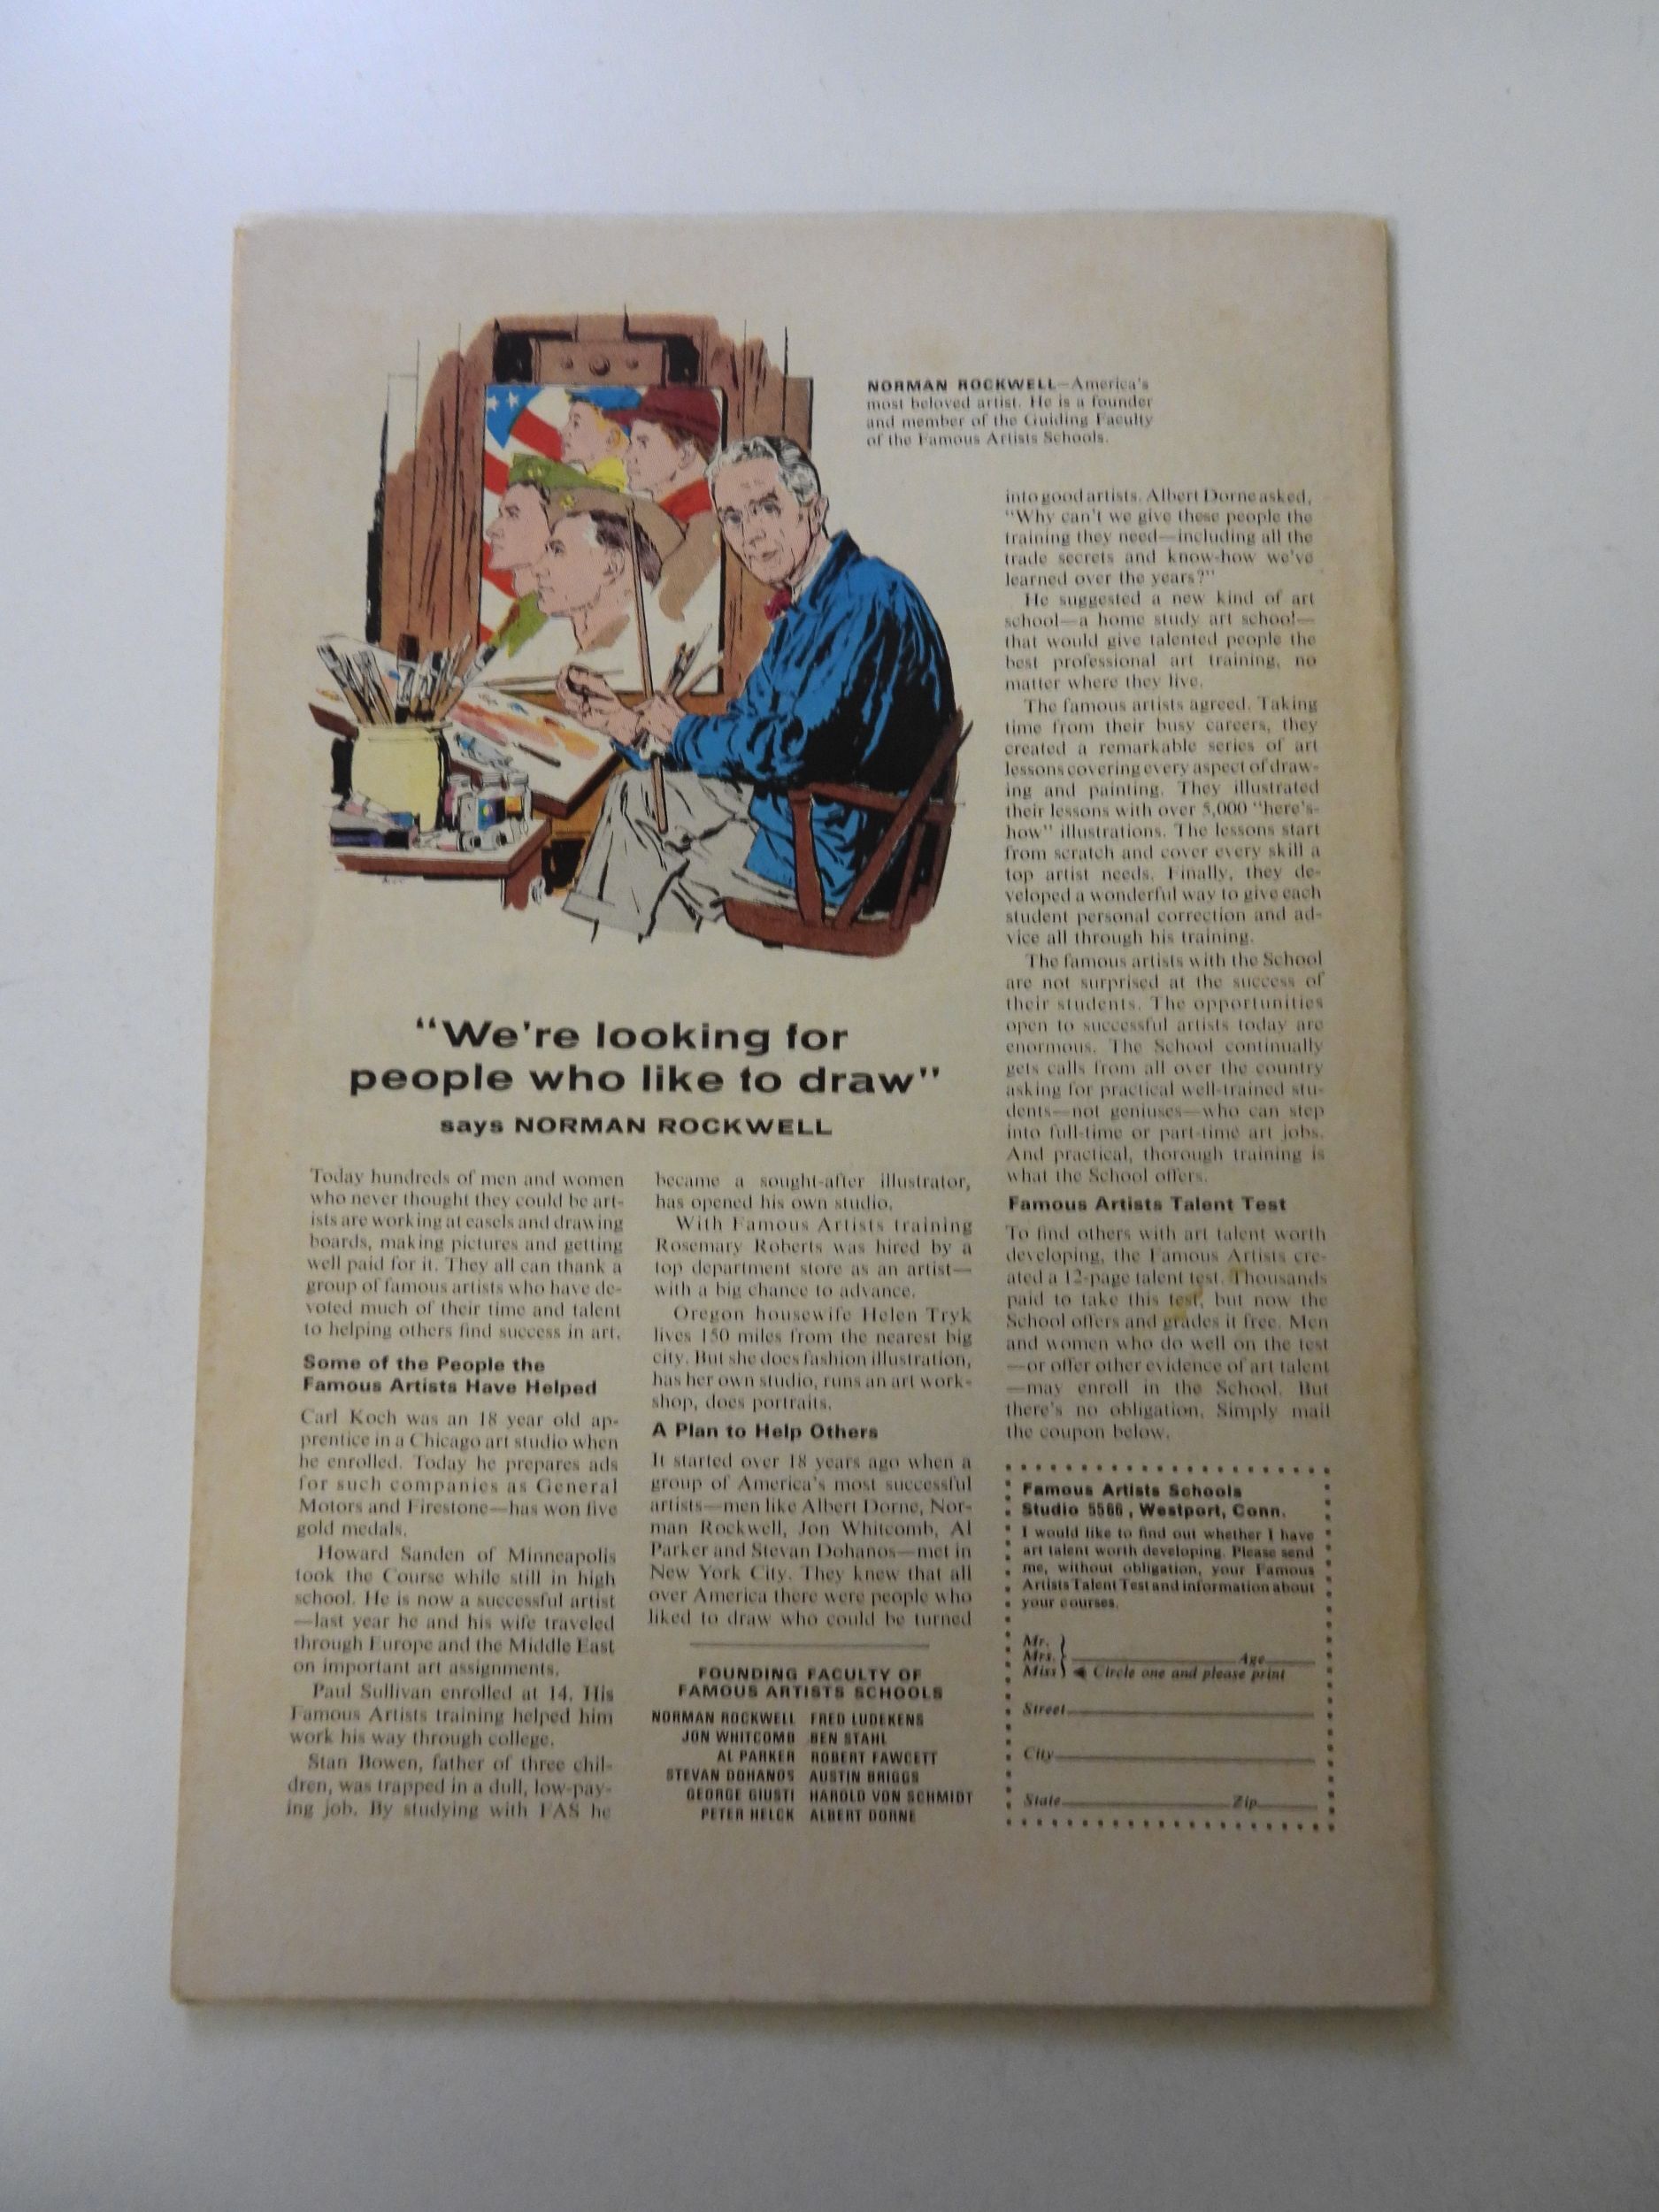 NORMAN ROCKWELL—America's
most beloved artist. He is a founder
and member of the Guiding Faculty
of the Famous Artists Schools.
"We're looking for
people who like to draw"
says NORMAN ROCKWELL
Today hundreds of men and women
who never thought they could be art-
ists are working at easels and drawing
boards, making pictures and getting
well paid for it. They all can thank a
group of famous artists who have de-
voted much of their time and talent
to helping others find success in art.
Some of the People the
Famous Artists Have Helped
Carl Koch was an 18 year old ap-
prentice in a Chicago art studio when
he enrolled. Today he prepares ads
for such companies as General
Motors and Firestone—has won five
gold medals.
Howard Sanden of Minneapolis
took the Course while still in high
school. He is now a successful artist
—last year he and his wife traveled
through Europe and the Middle East
on important art assignments.
Paul Sullivan enrolled at 14. His
Famous Artists training helped him
work his way through college.
Stan Bowen, father of three chil-
dren, was trapped in a dull, low-pay-
ing job. By studying with FAS he
became a sought-after illustrator,
has opened his own studio.
With Famous Artists training
Rosemary Roberts was hired by a
top department store as an artist—
with a big chance to advance.
Oregon housewife Helen Tryk
lives 150 miles from the nearest big
city. But she does fashion illustration,
has her own studio, runs an art work-
shop, does portraits.
A Plan to Help Others
It started over 18 years ago when a
group of America's most successful
artists—men like Albert Dorne, Nor-
man Rockwell, Jon Whitcomb, Al
Parker and Stevan Dohanos—met in
New York City. They knew that all
over America there were people who
liked to draw who could be turned
into good artists. Albert Dorne asked,
"Why can't we give these people the
training they need—including all the
trade secrets and know-how we've
learned over the years?"
He suggested a new kind of art
school—a home study art school—
that would give talented people the
best professional art training, no
matter where they live.
The famous artists agreed. Taking
time from their busy careers, they
created a remarkable series of art
lessons covering every aspect of draw-
ing and painting. They illustrated
their lessons with over 5,000 "here's-
how" illustrations. The lessons start
from scratch and cover every skill a
top artist needs. Finally, they de-
veloped a wonderful way to give each
student personal correction and ad-
vice all through his training.
The famous artists with the School
are not surprised at the success of
their students. The opportunities
open to successful artists today are
enormous. The School continually
gets calls from all over the country
asking for practical well-trained stu-
dents—not geniuses—who can step
into full-time or part-time art jobs.
And practical, thorough training is
what the School offers.
Famous Artists Talent Test
To find others with art talent worth
developing, the Famous Artists cre-
ated a 12-page talent test. Thousands
paid to take this test, but now the
School offers and grades it free. Men
and women who do well on the test
—or offer other evidence of art talent
—may enroll in the School. But
there's no obligation. Simply mail
the coupon below.
FOUNDING FACULTY OF
FAMOUS ARTISTS SCHOOLS
NORMAN ROCKWELL FRED LUDEKENS
JON WHITCOMB BEN STAHL
AL PARKER ROBERT FAWCETT
STEVAN DOHANOS AUSTIN BRIGGS
GEORGE GIUSTI HAROLD VON SCHMIDT
PETER HELCK ALBERT DORNE
Famous Artists Schools
Studio 5566, Westport, Conn.
I would like to find out whether I have
art talent worth developing. Please send
me, without obligation, your Famous
Artists Talent Test and information about
your courses.
Mr.
Mrs. Age
Miss Circle one and please print
Street
City
State Zip